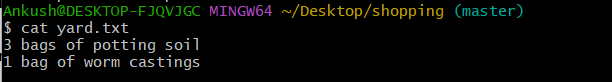 Ankush@DESKTOP-FJQVJGC MINGW64 ~/Desktop/shopping (master)
$ cat yard.txt
3 bags of potting soil
1 bag of worm castings